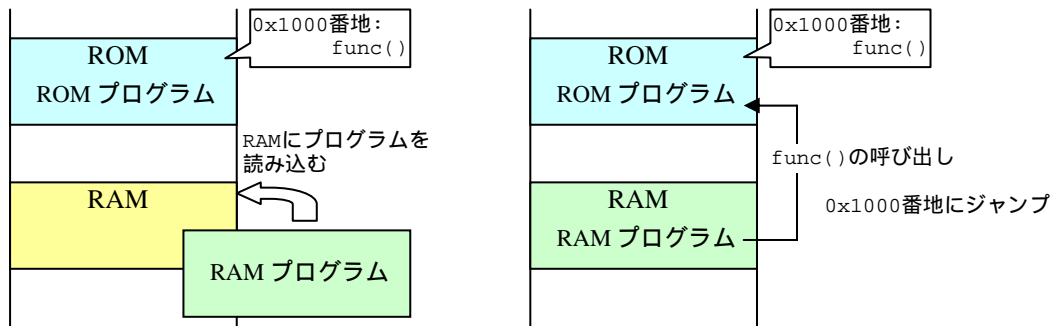 0x1000番地:
func()
ROM
ROM プログラム
RAMにプログラムを
読み込む
RAM
RAM プログラム
0x1000番地:
func()
ROM
ROM プログラム
func()の呼び出し
RAM
0x1000番地にジャンプ
RAM プログラム